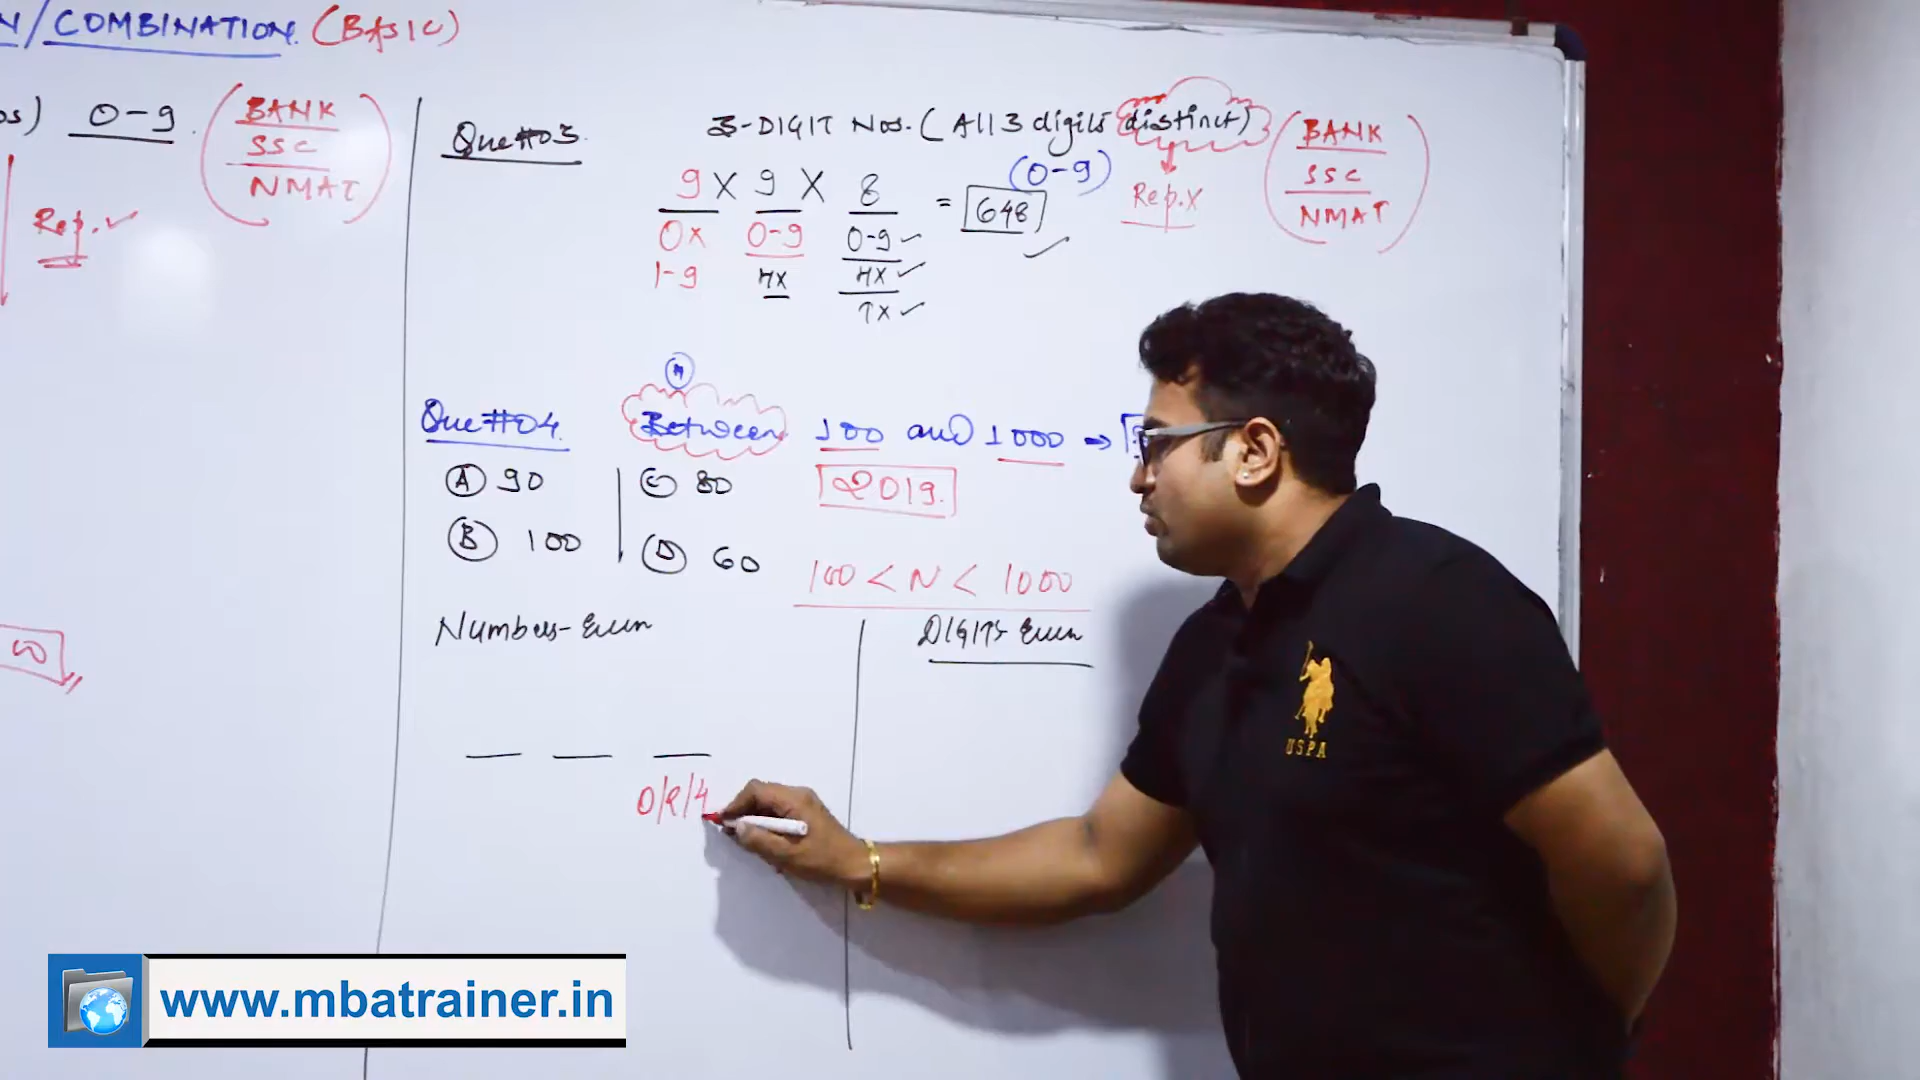 N/COMBINATION (BASIC)
os) 0-9
BANK
SSC
NMAT
Rep. ✓
Que#03.
3-DIGIT Nos. (All 3 digits distinct)
(0-9)
Rep. X
BANK
SSC
NMAT
9 X 9 X 8 = 648
0x 0-9 0-9 ✓
1-9 4x 4x ✓
7x ✓
Que#04.
Between 100 and 1000 →
A 90
C 80
2019.
B 100
D 60
100 < N < 1000
Numbers-Even
DIGITS-Even
0/2/4
USPA
www.mbatrainer.in